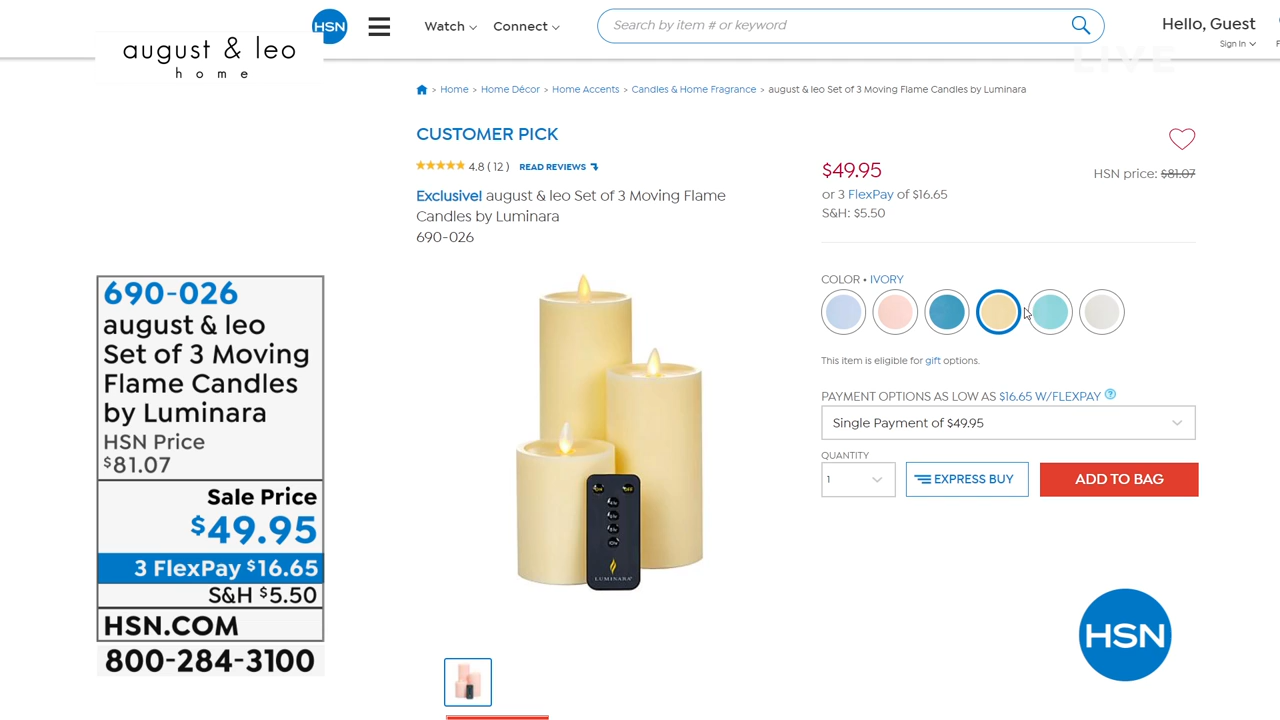 august & leo
home
HSN
Watch
Connect
Search by item # or keyword
Hello, Guest
Sign In
LIVE
Home > Home Décor > Home Accents > Candles & Home Fragrance > august & leo Set of 3 Moving Flame Candles by Luminara
CUSTOMER PICK
4.8 ( 12 ) READ REVIEWS
Exclusive! august & leo Set of 3 Moving Flame
Candles by Luminara
690-026
$49.95
HSN price: $81.07
or 3 FlexPay of $16.65
S&H: $5.50
COLOR • IVORY
This item is eligible for gift options.
PAYMENT OPTIONS AS LOW AS $16.65 W/FLEXPAY ?
Single Payment of $49.95
QUANTITY
1
EXPRESS BUY
ADD TO BAG
LUMINARA
690-026
august & leo
Set of 3 Moving
Flame Candles
by Luminara
HSN Price
$81.07
Sale Price
$49.95
3 FlexPay $16.65
S&H $5.50
HSN.COM
800-284-3100
HSN